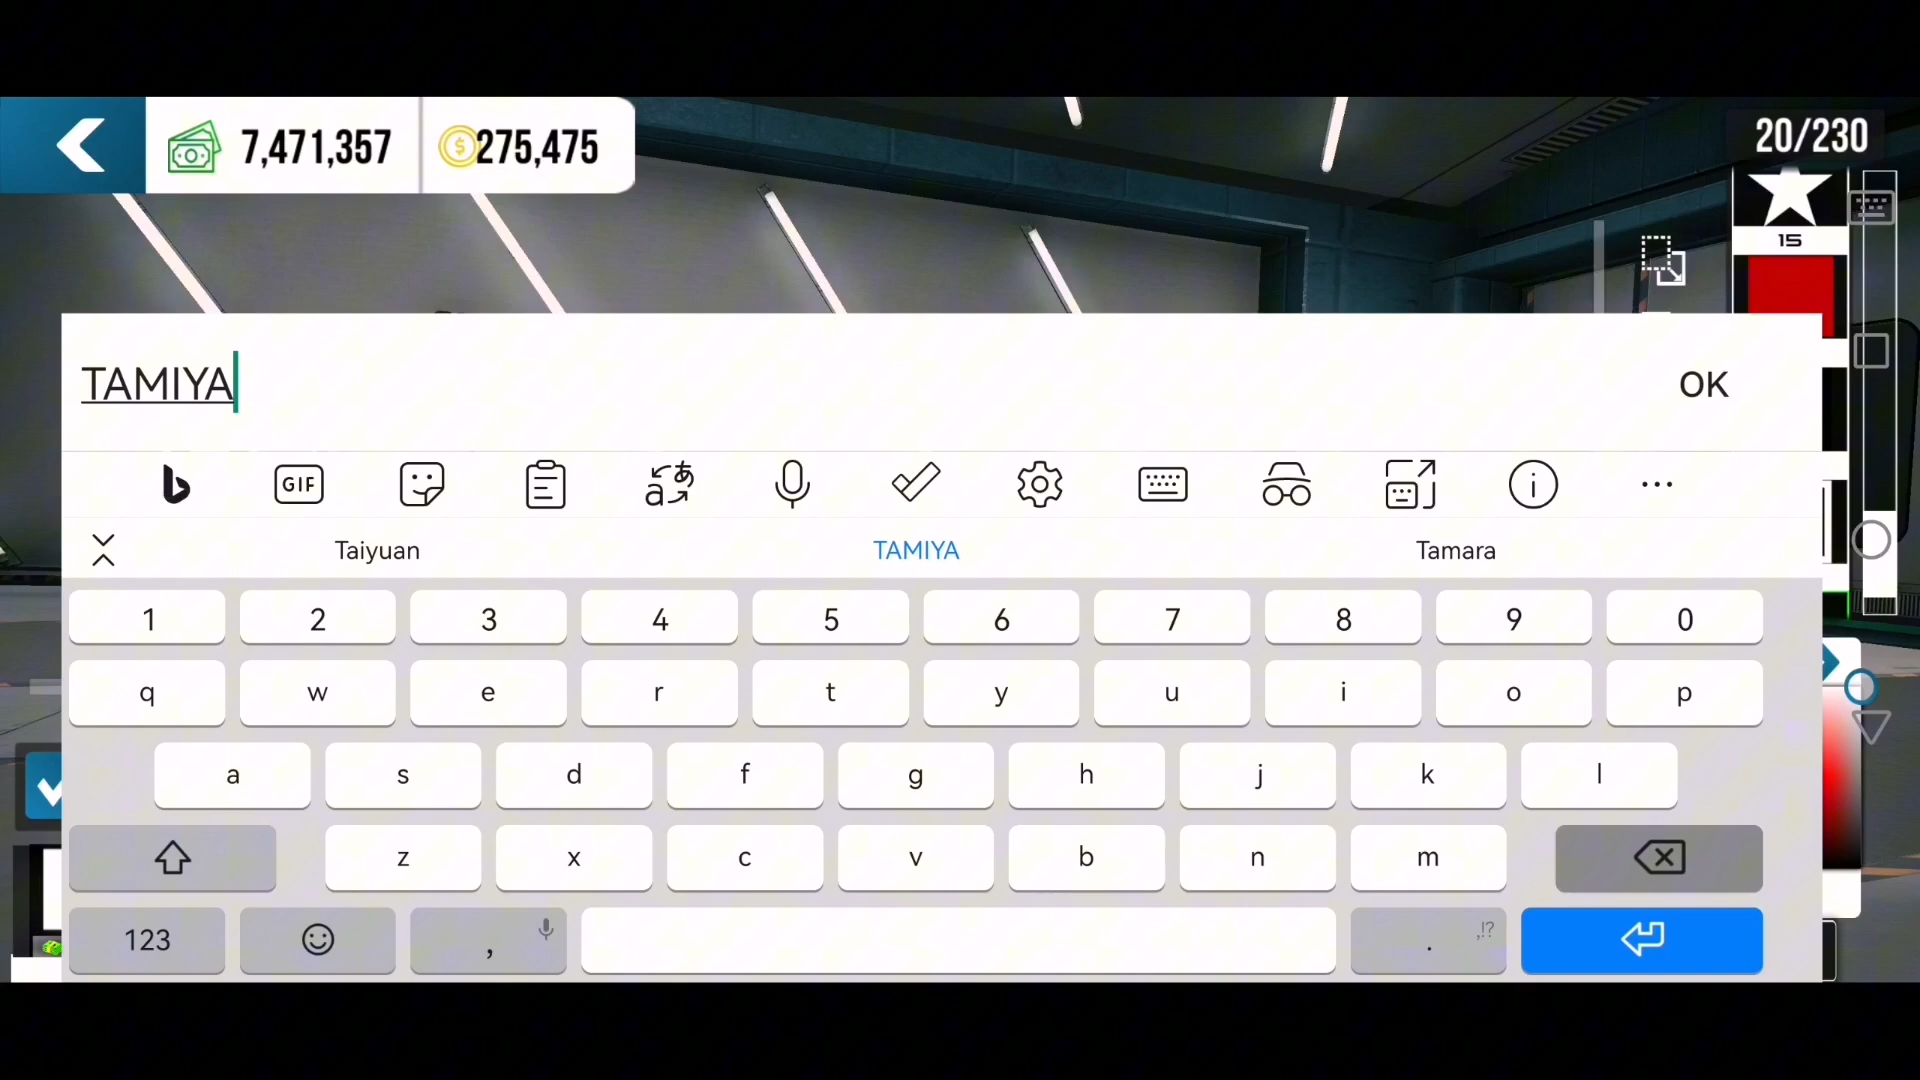 7,471,357 275,475 20/230
15
TAMIYA OK
GIF
Taiyuan TAMIYA Tamara
1 2 3 4 5 6 7 8 9 0
q w e r t y u i o p
a s d f g h j k l
z x c v b n m
123 , . ,!?